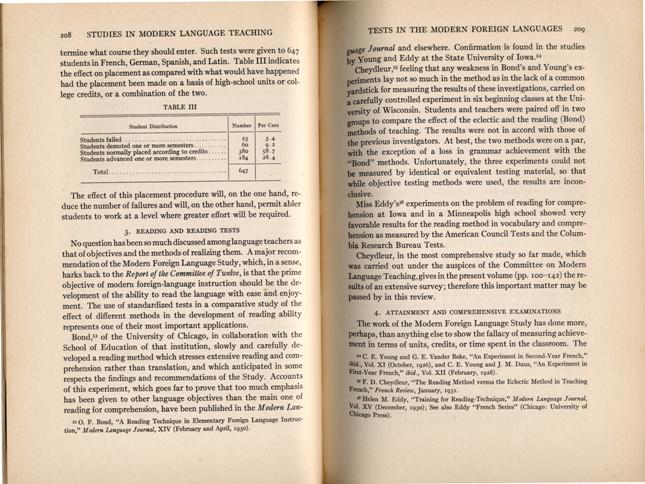 208 STUDIES IN MODERN LANGUAGE TEACHING
termine what course they should enter. Such tests were given to 647
students in French, German, Spanish, and Latin. Table III indicates
the effect on placement as compared with what would have happened
had the placement been made on a basis of high-school units or col-
lege credits, or a combination of the two.
TABLE III
Student Distribution Number Per Cent
Students failed 23 3.4
Students demoted one or more semesters 60 9.2
Students normally placed according to credits 380 58.7
Students advanced one or more semesters 184 28.4
Total 647
The effect of this placement procedure will, on the one hand, re-
duce the number of failures and will, on the other hand, permit abler
students to work at a level where greater effort will be required.
3. READING AND READING TESTS
No question has been so much discussed among language teachers as
that of objectives and the methods of realizing them. A major recom-
mendation of the Modern Foreign Language Study, which, in a sense,
harks back to the Report of the Committee of Twelve, is that the prime
objective of modern foreign-language instruction should be the de-
velopment of the ability to read the language with ease and enjoy-
ment. The use of standardized tests in a comparative study of the
effect of different methods in the development of reading ability
represents one of their most important applications.
Bond,53 of the University of Chicago, in collaboration with the
School of Education of that institution, slowly and carefully de-
veloped a reading method which stresses extensive reading and com-
prehension rather than translation, and which anticipated in some
respects the findings and recommendations of the Study. Accounts
of this experiment, which goes far to prove that too much emphasis
has been given to other language objectives than the main one of
reading for comprehension, have been published in the Modern Lan-
53 O. F. Bond, "A Reading Technique in Elementary Foreign Language Instruc-
tion," Modern Language Journal, XIV (February and April, 1930).
TESTS IN THE MODERN FOREIGN LANGUAGES 209
guage Journal and elsewhere. Confirmation is found in the studies
by Young and Eddy at the State University of Iowa.54
Cheydleur,55 feeling that any weakness in Bond's and Young's ex-
periments lay not so much in the method as in the lack of a common
yardstick for measuring the results of these investigations, carried on
a carefully controlled experiment in six beginning classes at the Uni-
versity of Wisconsin. Students and teachers were paired off in two
groups to compare the effect of the eclectic and the reading (Bond)
methods of teaching. The results were not in accord with those of
the previous investigators. At best, the two methods were on a par,
with the exception of a loss in grammar achievement with the
"Bond" methods. Unfortunately, the three experiments could not
be measured by identical or equivalent testing material, so that
while objective testing methods were used, the results are incon-
clusive.
Miss Eddy's56 experiments on the problem of reading for compre-
hension at Iowa and in a Minneapolis high school showed very
favorable results for the reading method in vocabulary and compre-
hension as measured by the American Council Tests and the Colum-
bia Research Bureau Tests.
Cheydleur, in the most comprehensive study so far made, which
was carried out under the auspices of the Committee on Modern
Language Teaching, gives in the present volume (pp. 100-142) the re-
sults of an extensive survey; therefore this important matter may be
passed by in this review.
4. ATTAINMENT AND COMPREHENSIVE EXAMINATIONS
The work of the Modern Foreign Language Study has done more,
perhaps, than anything else to show the fallacy of measuring achieve-
ment in terms of units, credits, or time spent in the classroom. The
54 C. E. Young and G. E. Vander Beke, "An Experiment in Second-Year French,"
ibid., Vol. XI (October, 1926), and C. E. Young and J. M. Daus, "An Experiment in
First-Year French," ibid., Vol. XII (February, 1928).
55 F. D. Cheydleur, "The Reading Method versus the Eclectic Method in Teaching
French," French Review, January, 1931.
56 Helen M. Eddy, "Training for Reading-Technique," Modern Language Journal,
Vol. XV (December, 1930); See also Eddy "French Series" (Chicago: University of
Chicago Press).